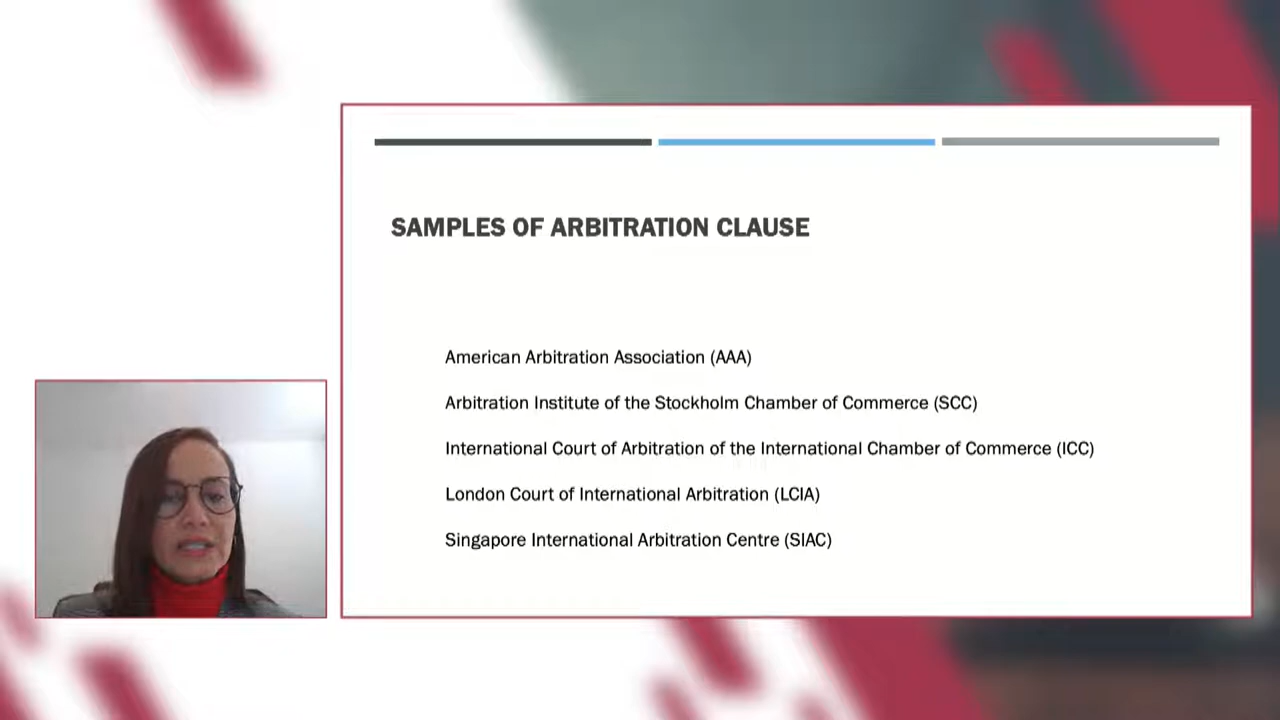 SAMPLES OF ARBITRATION CLAUSE
American Arbitration Association (AAA)
Arbitration Institute of the Stockholm Chamber of Commerce (SCC)
International Court of Arbitration of the International Chamber of Commerce (ICC)
London Court of International Arbitration (LCIA)
Singapore International Arbitration Centre (SIAC)